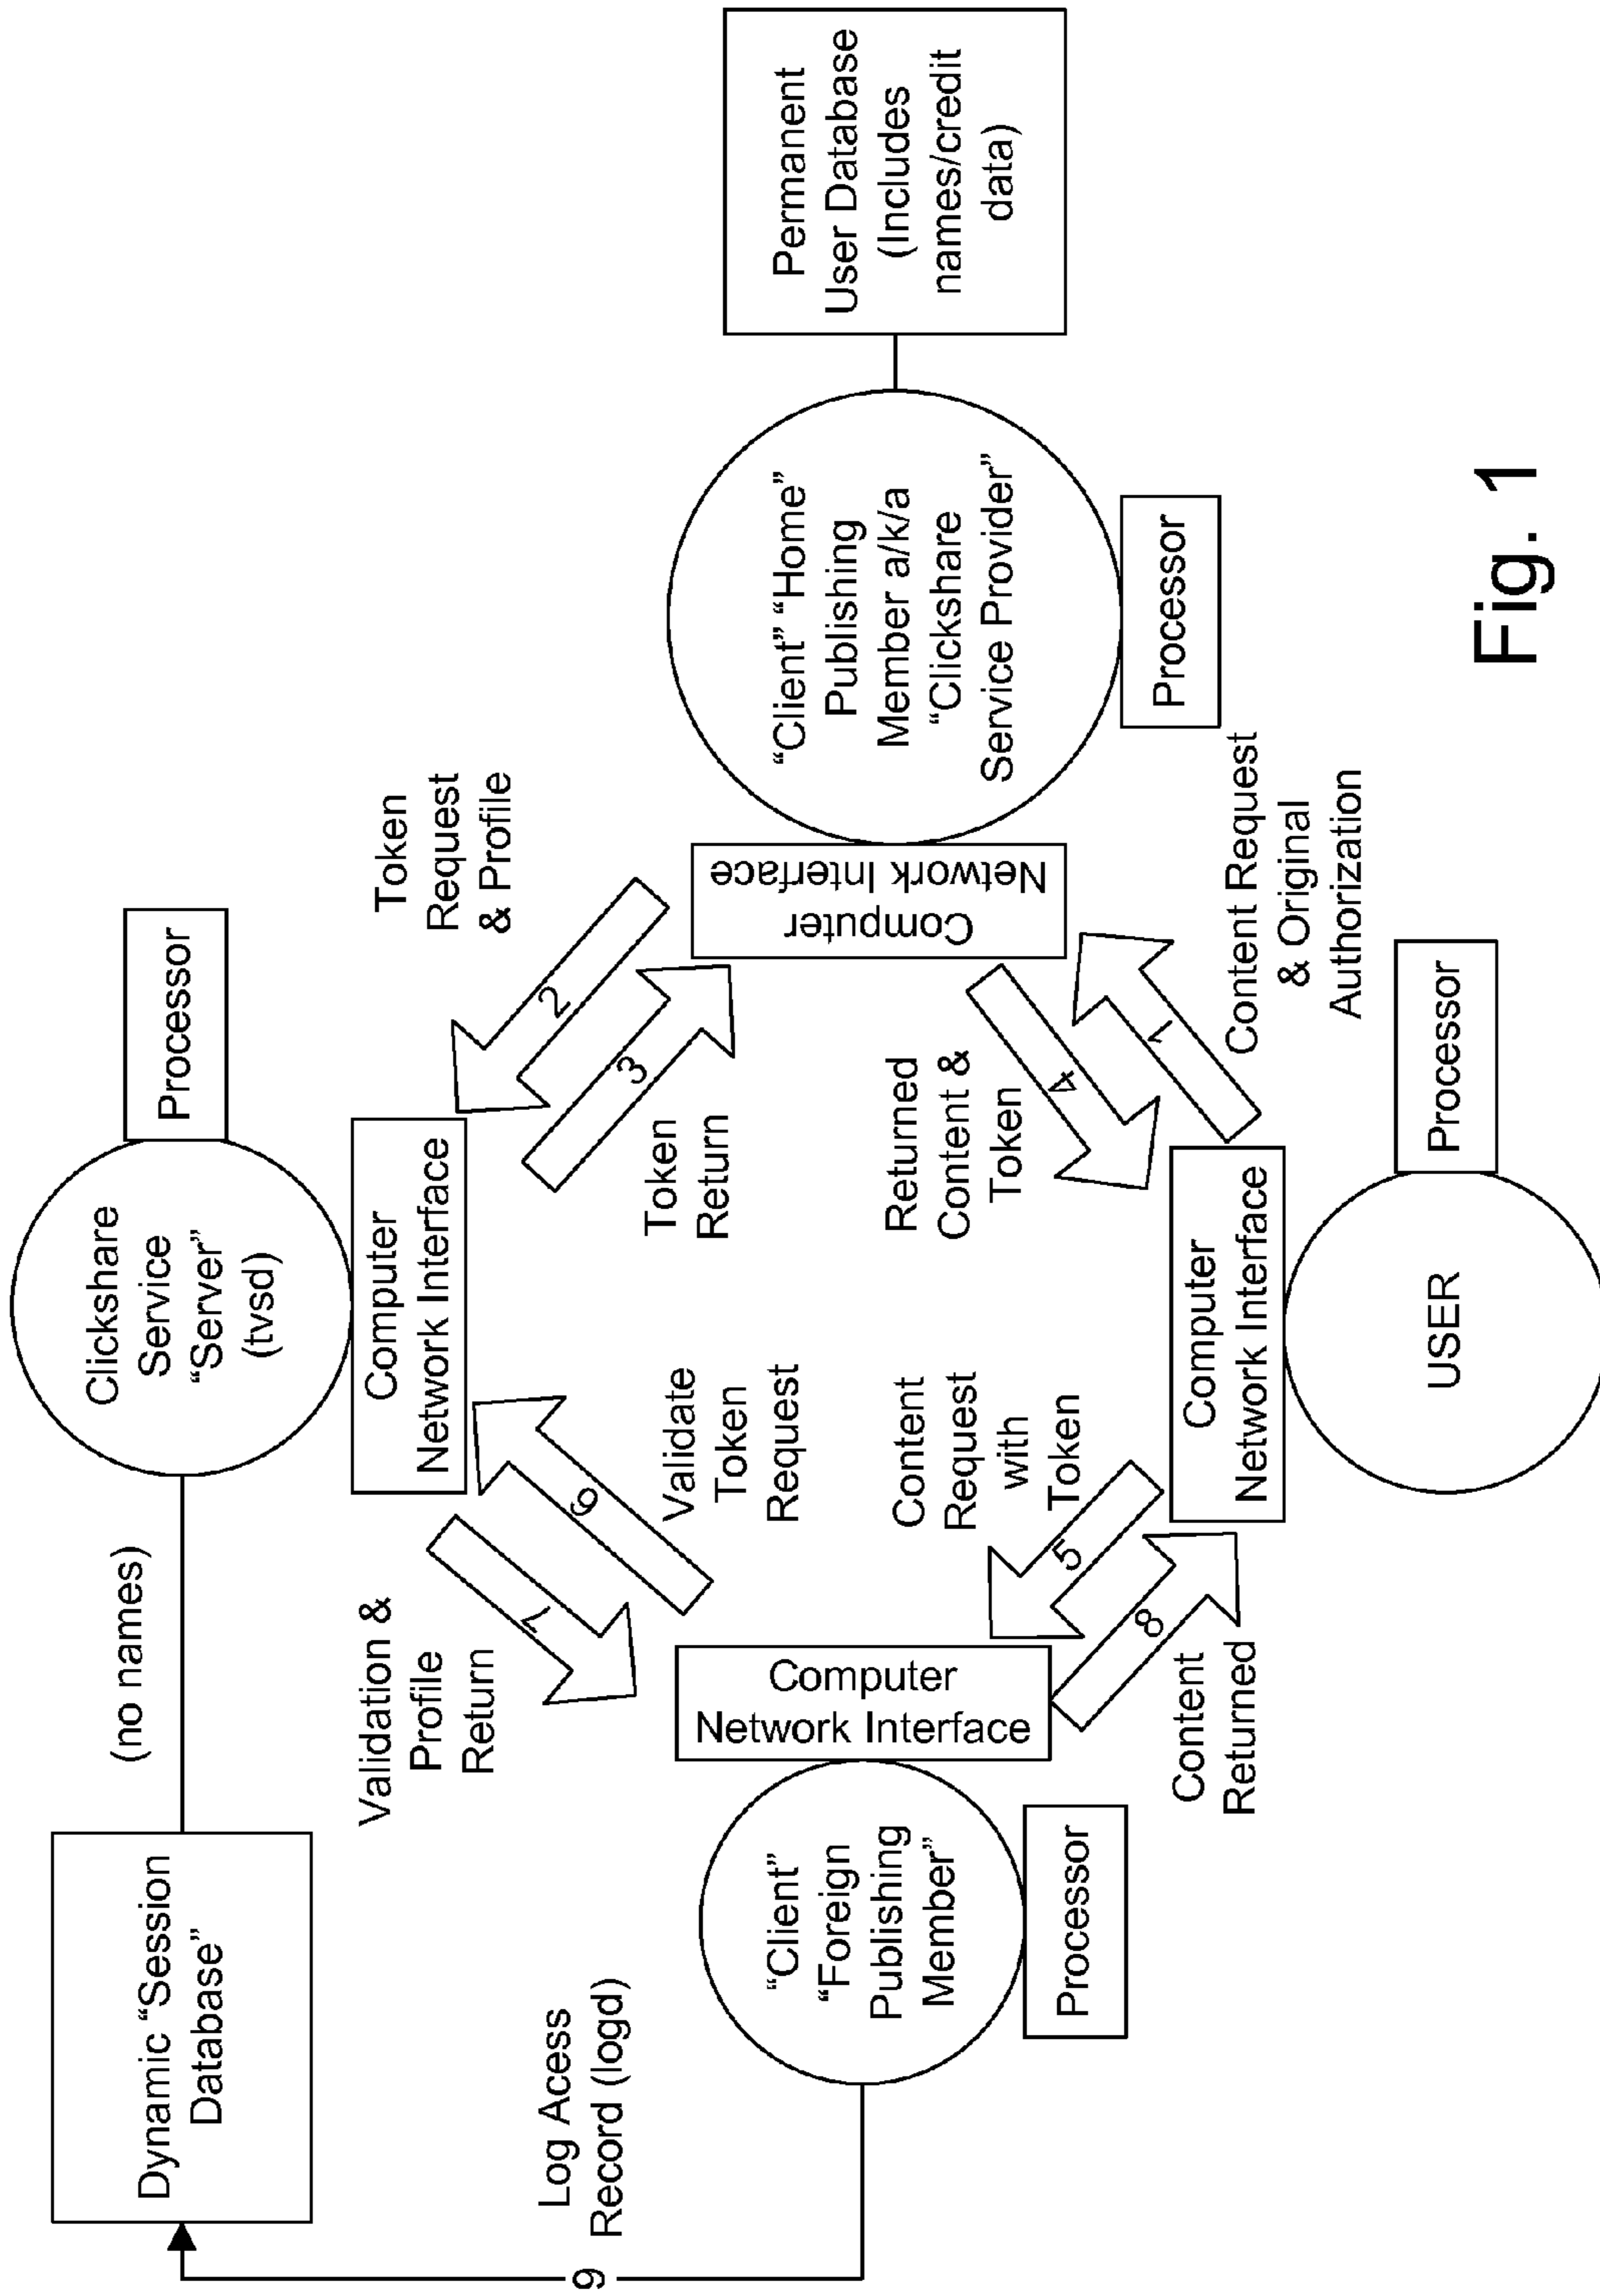 Dynamic “Session
Database”
(no names)
Clickshare
Service
“Server”
(tvsd)
Processor
Computer
Network Interface
Log Acess
Record (logd)
9
Validation &
Profile
Return
7
6
Validate
Token
Request
Token
Request
& Profile
2
3
Token
Return
“Client”
“Foreign
Publishing
Member”
Processor
Computer
Network Interface
Computer
Network Interface
“Client” “Home”
Publishing
Member a/k/a
“Clickshare
Service Provider”
Processor
Permanent
User Database
(Includes
names/credit
data)
Content
Request
with
Token
5
8
Content
Returned
Returned
Content &
Token
4
1
Content Request
& Original
Authorization
Computer
Network Interface
USER
Processor
Fig. 1